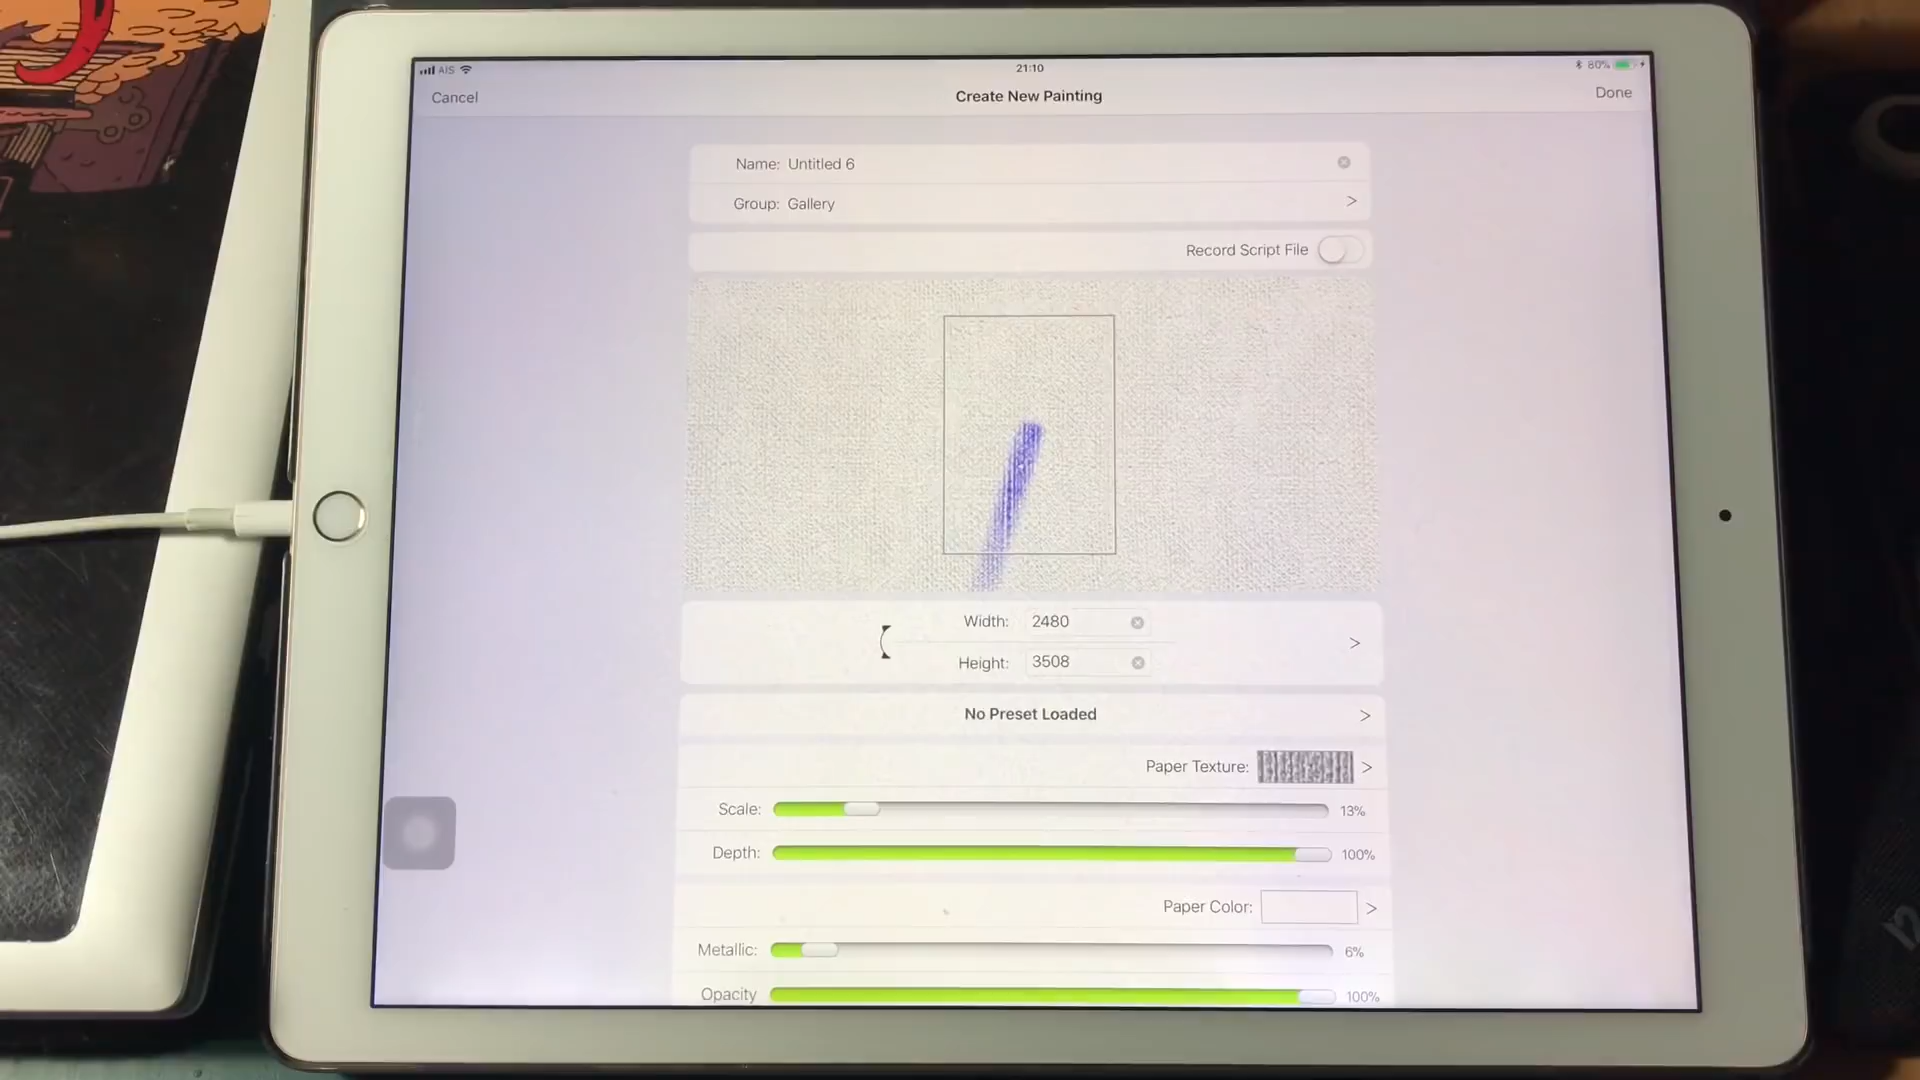 AIS 21:10 80%
Cancel Create New Painting Done
Name: Untitled 6
Group: Gallery >
Record Script File
Width: 2480
Height: 3508 >
No Preset Loaded >
Paper Texture: >
Scale: 13%
Depth: 100%
Paper Color: >
Metallic: 6%
Opacity 100%